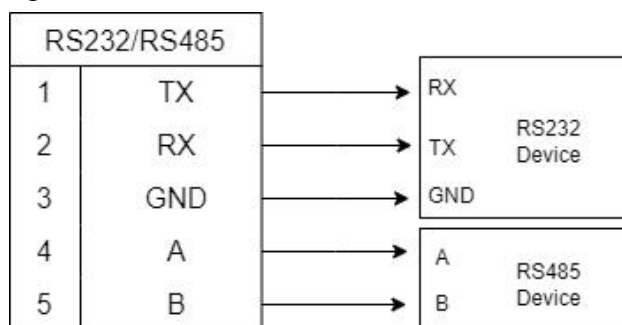 RS232/RS485
1 TX RX
2 RX TX RS232 Device
3 GND GND
4 A A
5 B B RS485 Device